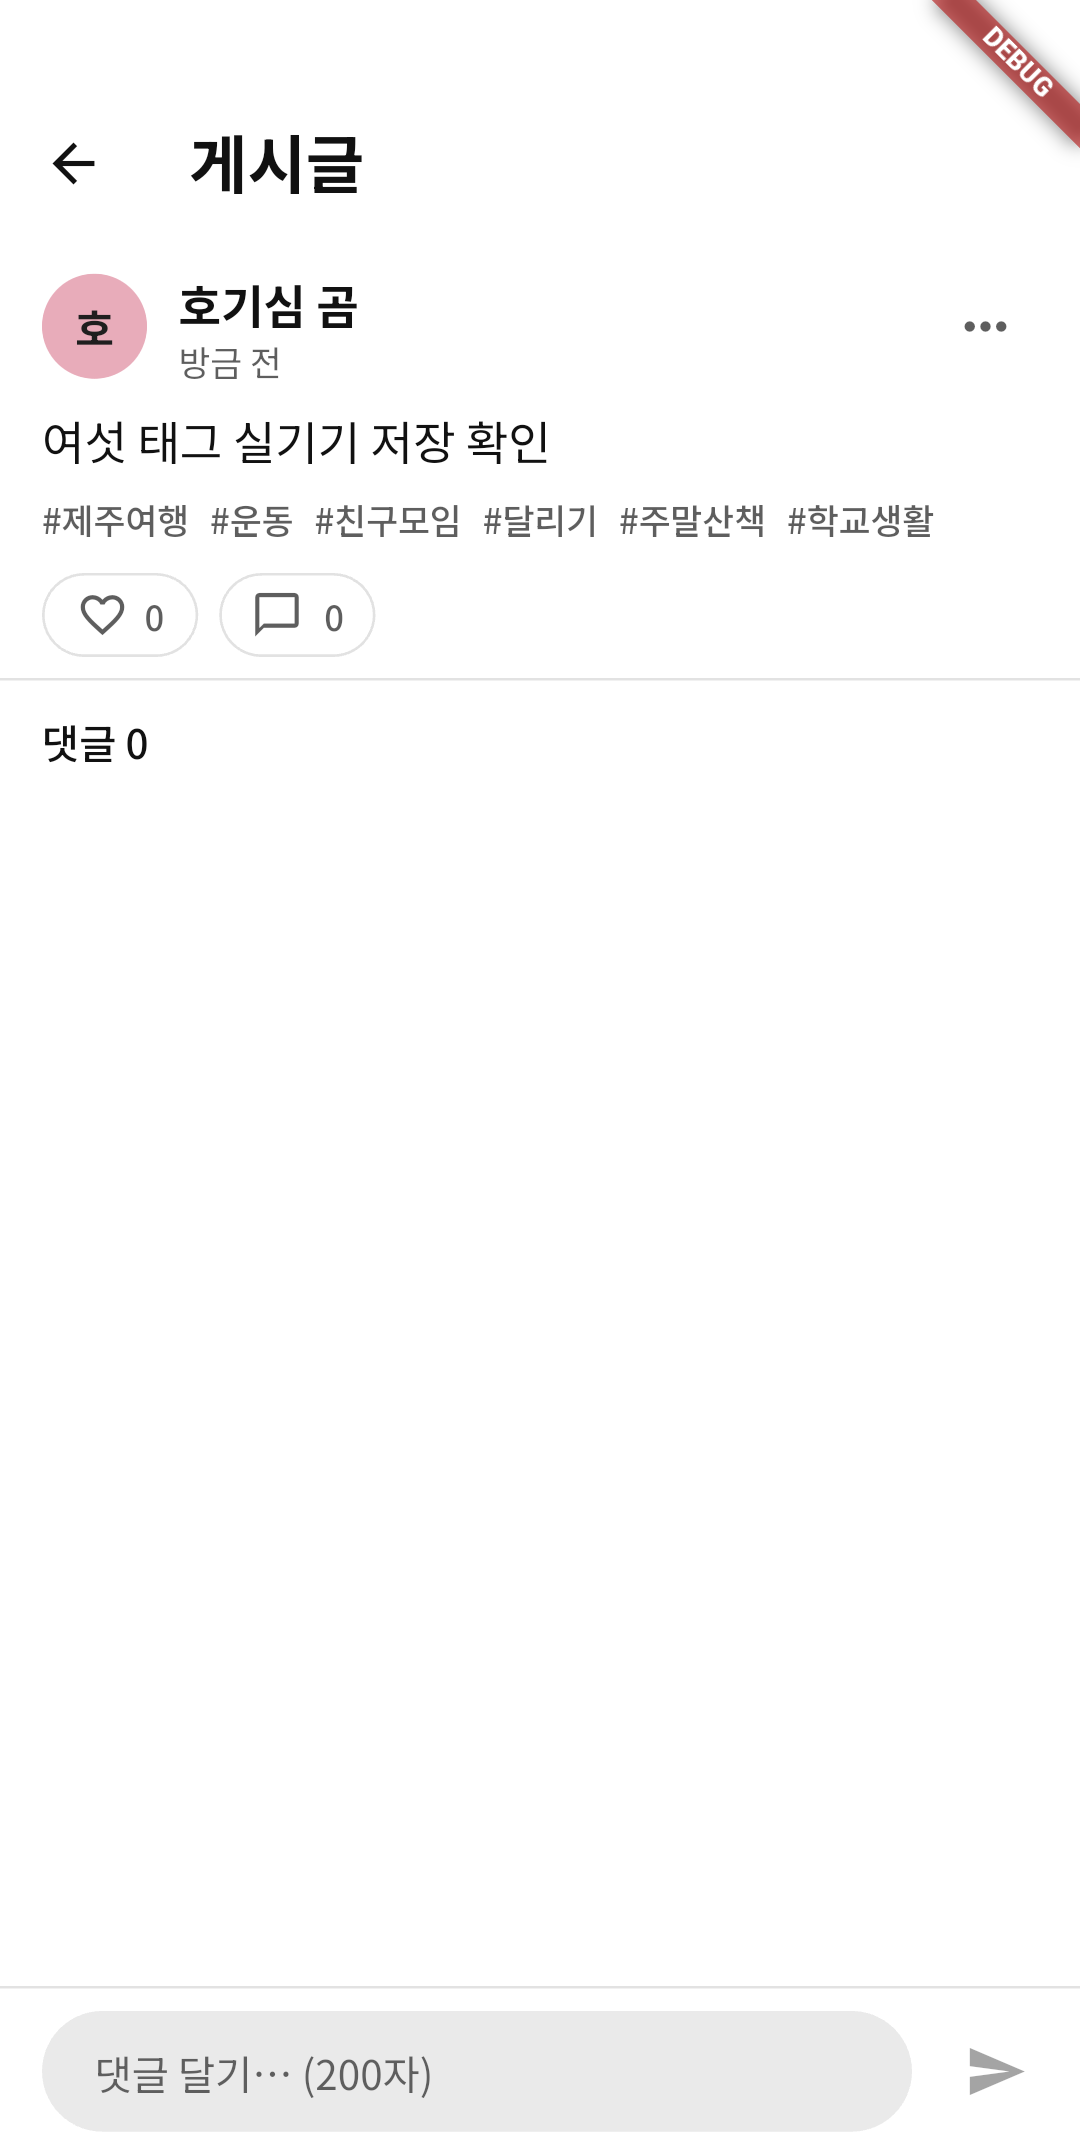 DEBUG
게시글
호
호기심 곰
방금 전
여섯 태그 실기기 저장 확인
#제주여행 #운동 #친구모임 #달리기 #주말산책 #학교생활
0 0
댓글 0
댓글 달기… (200자)